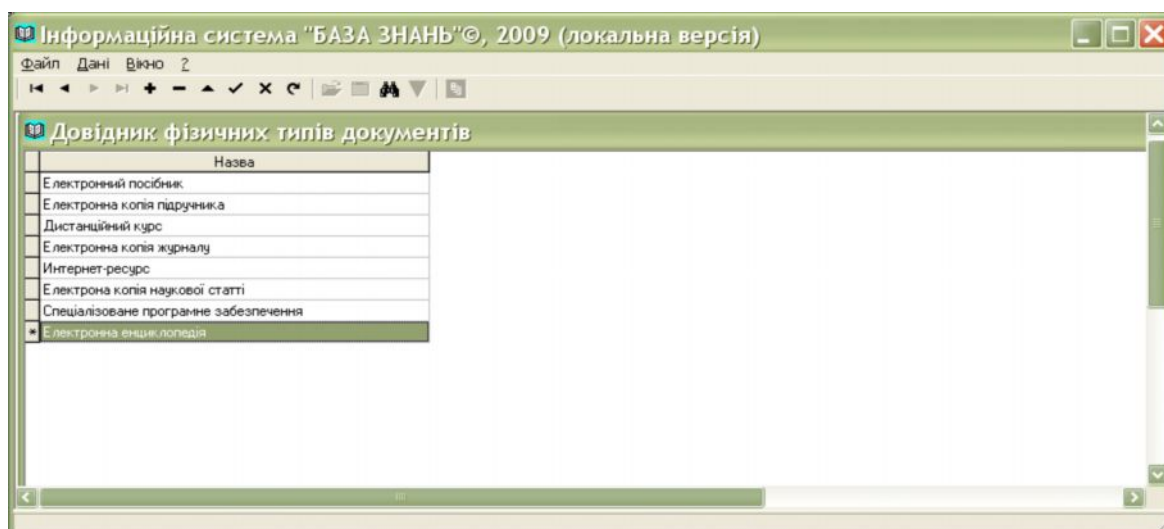 Інформаційна система "БАЗА ЗНАНЬ"©, 2009 (локальна версія)
Файл Дані Вікно ?
Довідник фізичних типів документів
Назва
Електронний посібник
Електронна копія підручника
Дистанційний курс
Електронна копія журналу
Интернет-ресурс
Електрона копія наукової статті
Спеціалізоване програмне забезпечення
Електронна енциклопедія